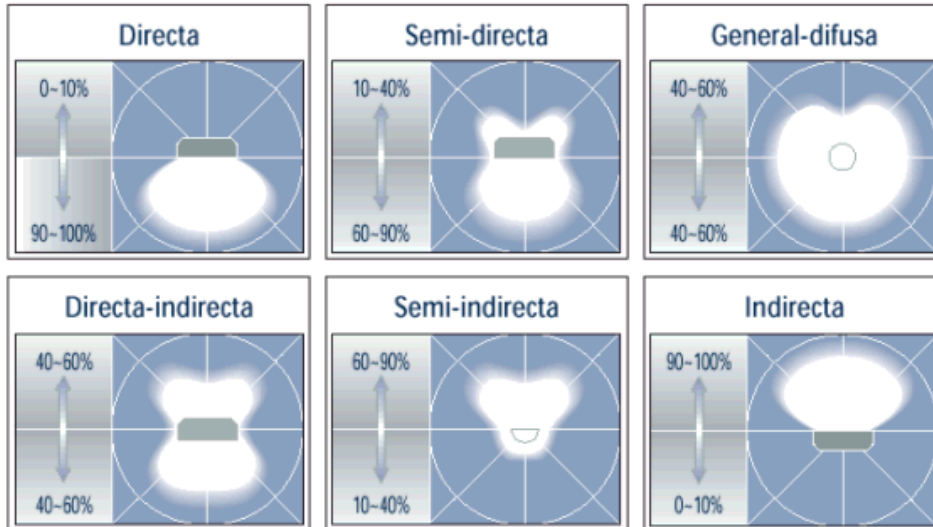 Directa
0~10%
90~100%
Semi-directa
10~40%
60~90%
General-difusa
40~60%
40~60%
Directa-indirecta
40~60%
40~60%
Semi-indirecta
60~90%
10~40%
Indirecta
90~100%
0~10%